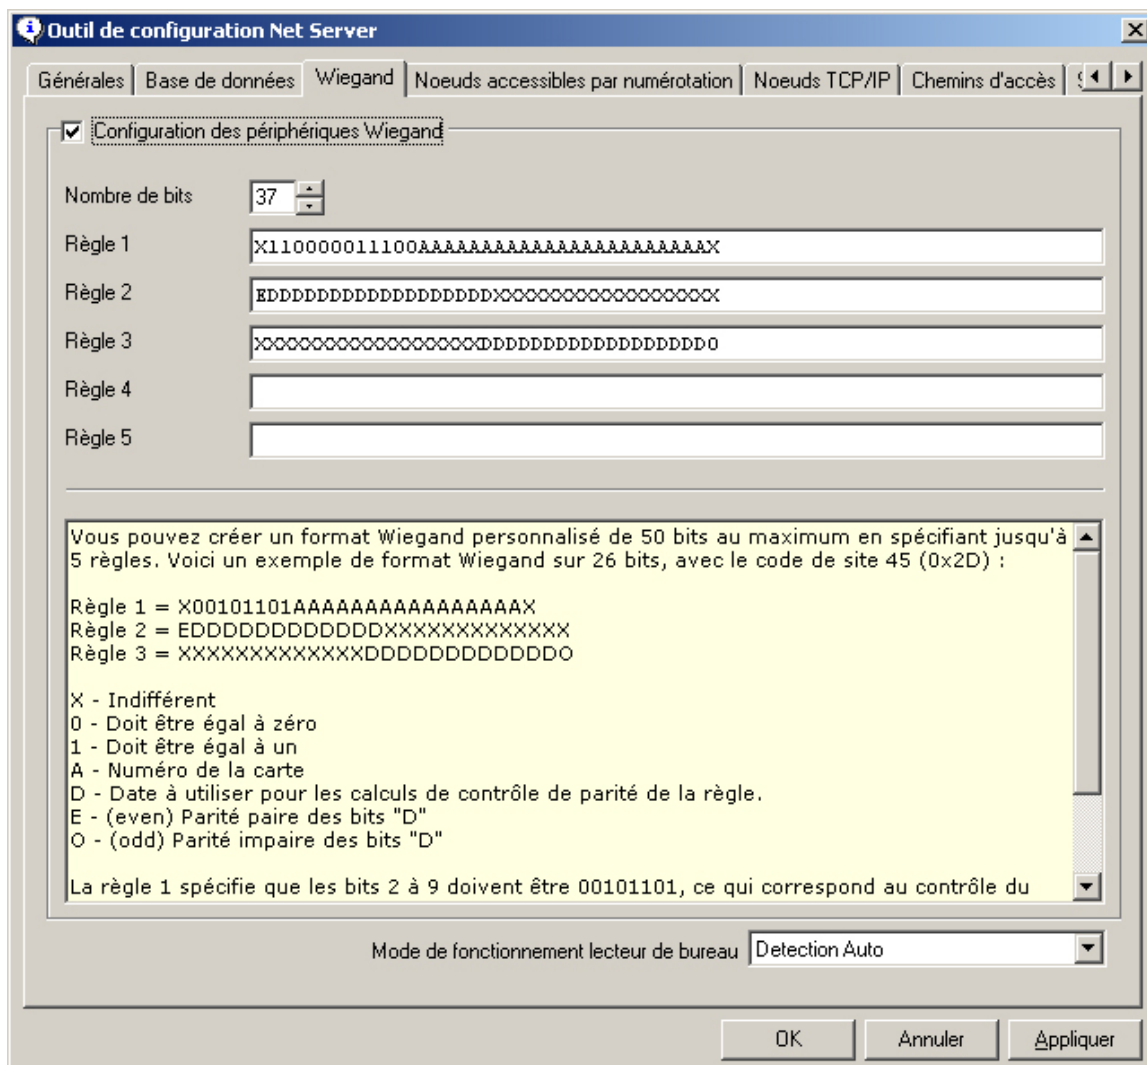 Outil de configuration Net Server
Générales
Base de données
Wiegand
Noeuds accessibles par numérotation
Noeuds TCP/IP
Chemins d'accès
Configuration des périphériques Wiegand
Nombre de bits 37
Règle 1 X110000011100AAAAAAAAAAAAAAAAAAAAAAAX
Règle 2 EDDDDDDDDDDDDDDDDDDXXXXXXXXXXXXXXXXXX
Règle 3 XXXXXXXXXXXXXXXXXXDDDDDDDDDDDDDDDDDDO
Règle 4
Règle 5
Vous pouvez créer un format Wiegand personnalisé de 50 bits au maximum en spécifiant jusqu'à
5 règles. Voici un exemple de format Wiegand sur 26 bits, avec le code de site 45 (0x2D) :
Règle 1 = X00101101AAAAAAAAAAAAAAAAX
Règle 2 = EDDDDDDDDDDDDXXXXXXXXXXXXX
Règle 3 = XXXXXXXXXXXXXDDDDDDDDDDDDO
X - Indifférent
0 - Doit être égal à zéro
1 - Doit être égal à un
A - Numéro de la carte
D - Date à utiliser pour les calculs de contrôle de parité de la règle.
E - (even) Parité paire des bits "D"
O - (odd) Parité impaire des bits "D"
La règle 1 spécifie que les bits 2 à 9 doivent être 00101101, ce qui correspond au contrôle du
Mode de fonctionnement lecteur de bureau Detection Auto
OK
Annuler
Appliquer